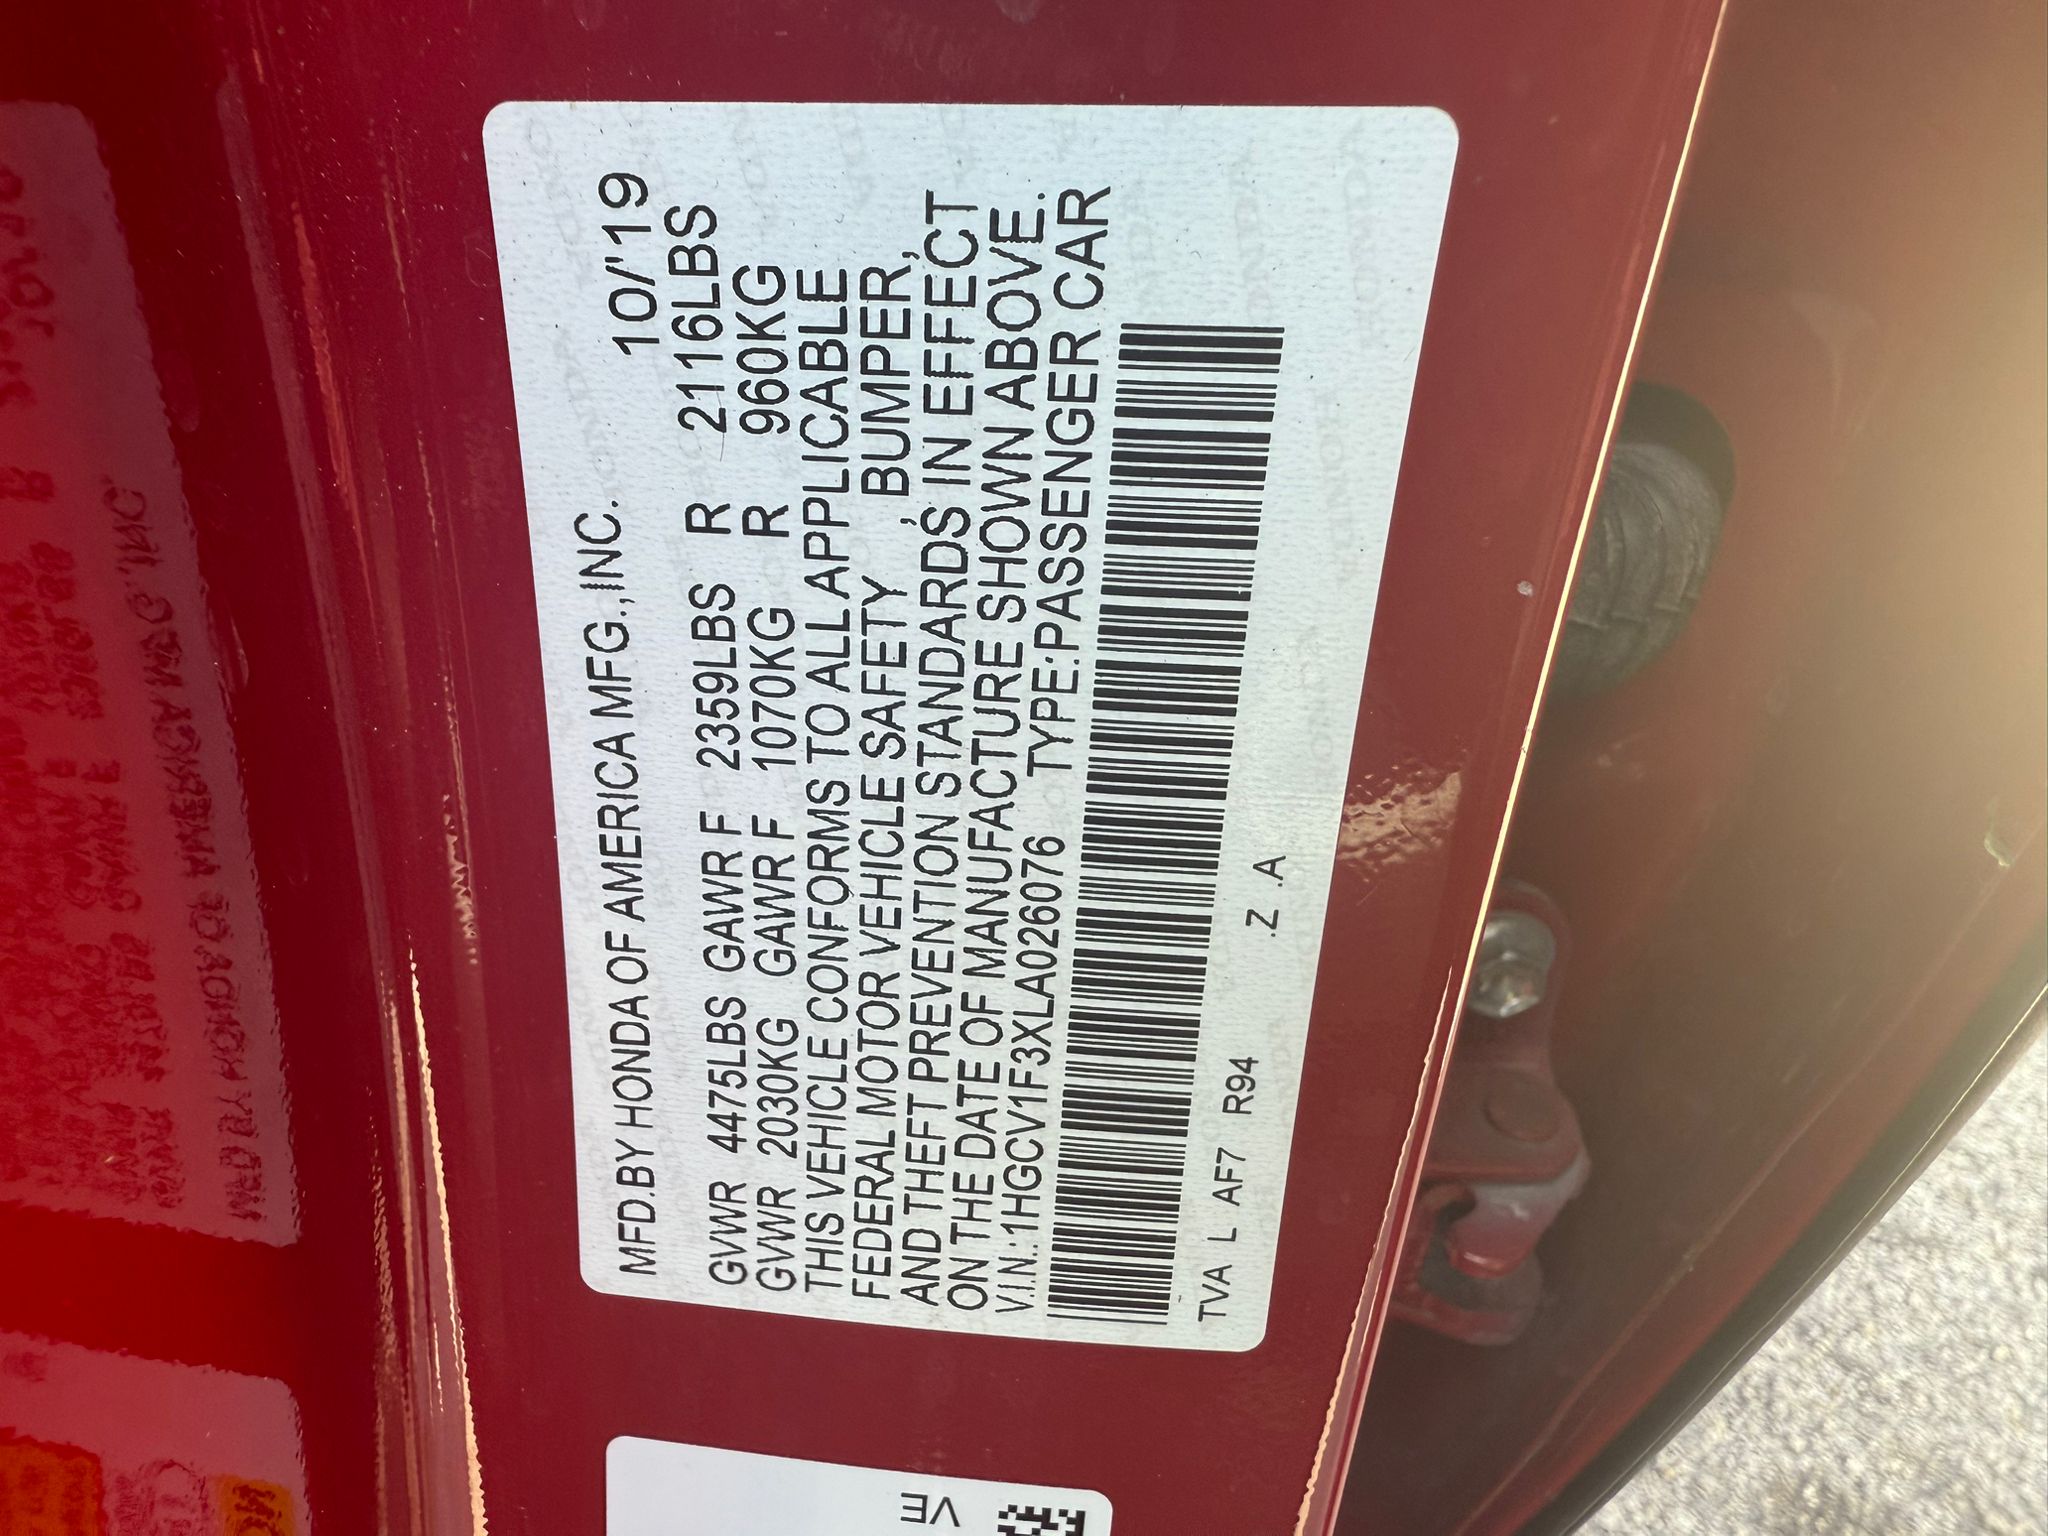 MFD.BY HONDA OF AMERICA MFG.,INC. 10/'19
GVWR 4475LBS GAWR F 2359LBS R 2116LBS
GVWR 2030KG GAWR F 1070KG R 960KG
THIS VEHICLE CONFORMS TO ALL APPLICABLE
FEDERAL MOTOR VEHICLE SAFETY , BUMPER,
AND THEFT PREVENTION STANDARDS IN EFFECT
ON THE DATE OF MANUFACTURE SHOWN ABOVE.
V.I.N.:1HGCV1F3XLA026076 TYPE:PASSENGER CAR
TVA L AF7 R94 .Z .A
VE